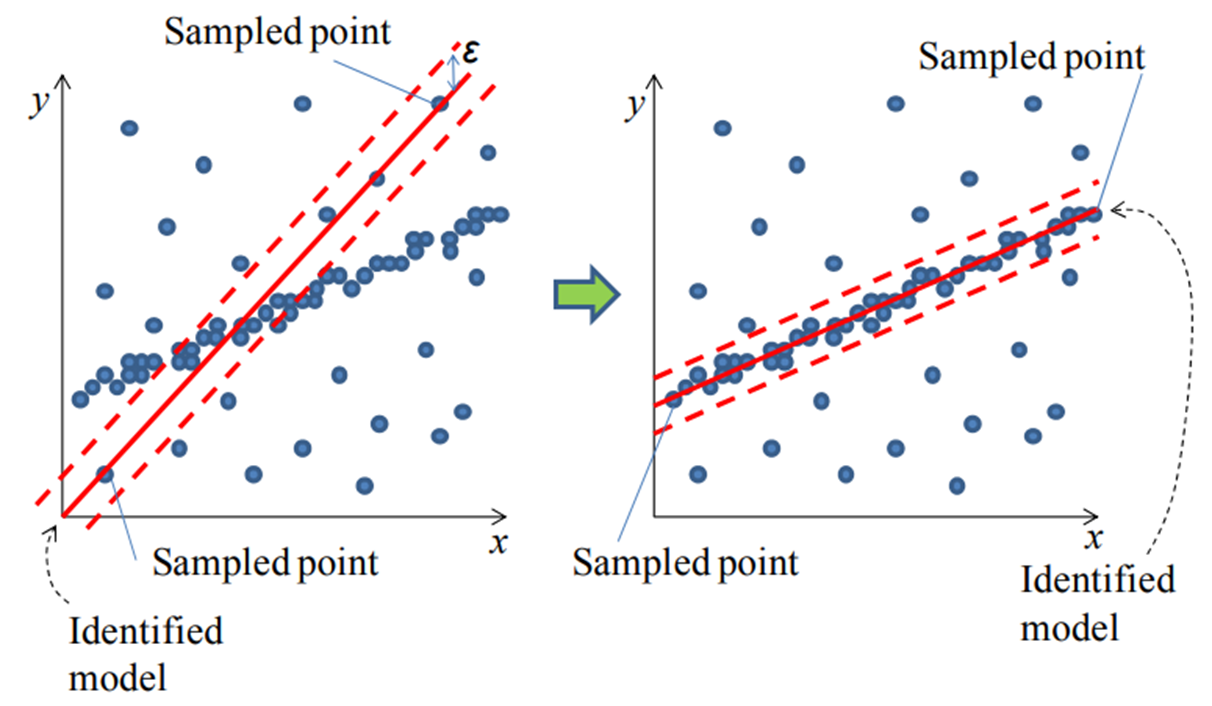 Sampled point
ε
y
x
Sampled point
Identified
model
Sampled point
y
x
Sampled point
Identified
model